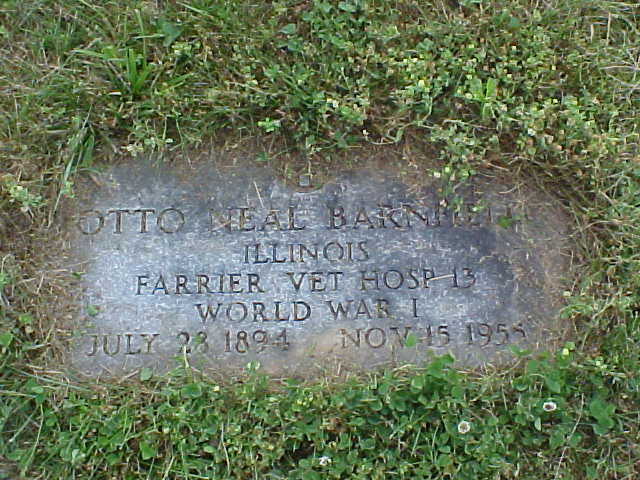 OTTO NEAL BARNFIELD
ILLINOIS
FARRIER VET HOSP 13
WORLD WAR I
JULY 28 1894 NOV 15 1955